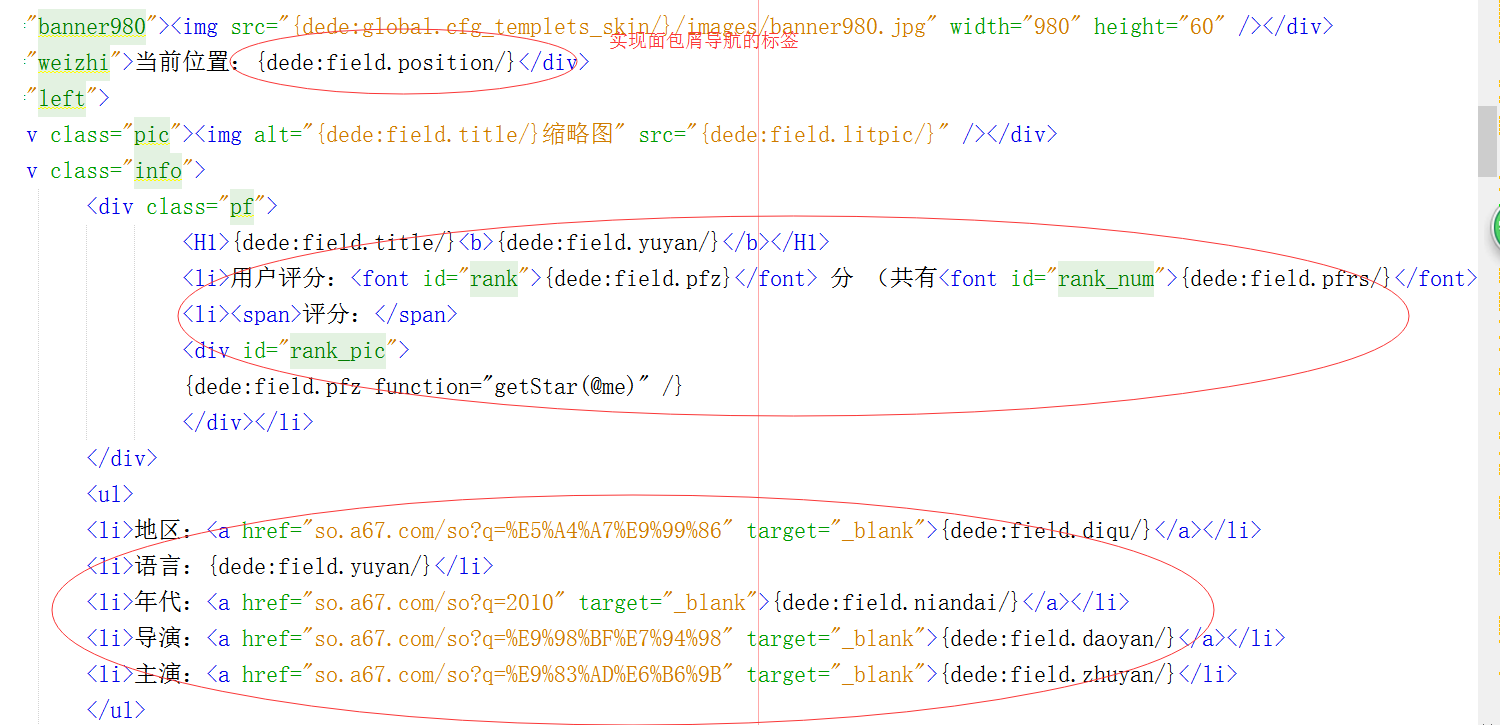 "banner980"><img src="{dede:global.cfg_templets_skin/}/images/banner980.jpg" width="980" height="60" /></div>
实现面包屑导航的标签
"weizhi">当前位置：{dede:field.position/}</div>
"left">
v class="pic"><img alt="{dede:field.title/}缩略图" src="{dede:field.litpic/}" /></div>
v class="info">
<div class="pf">
<H1>{dede:field.title/}<b>{dede:field.yuyan/}</b></H1>
<li>用户评分：<font id="rank">{dede:field.pfz}</font> 分 （共有<font id="rank_num">{dede:field.pfrs/}</font>
<li><span>评分：</span>
<div id="rank_pic">
{dede:field.pfz function="getStar(@me)" /}
</div></li>
</div>
<ul>
<li>地区：<a href="so.a67.com/so?q=%E5%A4%A7%E9%99%86" target="_blank">{dede:field.diqu/}</a></li>
<li>语言：{dede:field.yuyan/}</li>
<li>年代：<a href="so.a67.com/so?q=2010" target="_blank">{dede:field.niandai/}</a></li>
<li>导演：<a href="so.a67.com/so?q=%E9%98%BF%E7%94%98" target="_blank">{dede:field.daoyan/}</a></li>
<li>主演：<a href="so.a67.com/so?q=%E9%83%AD%E6%B6%9B" target="_blank">{dede:field.zhuyan/}</li>
</ul>